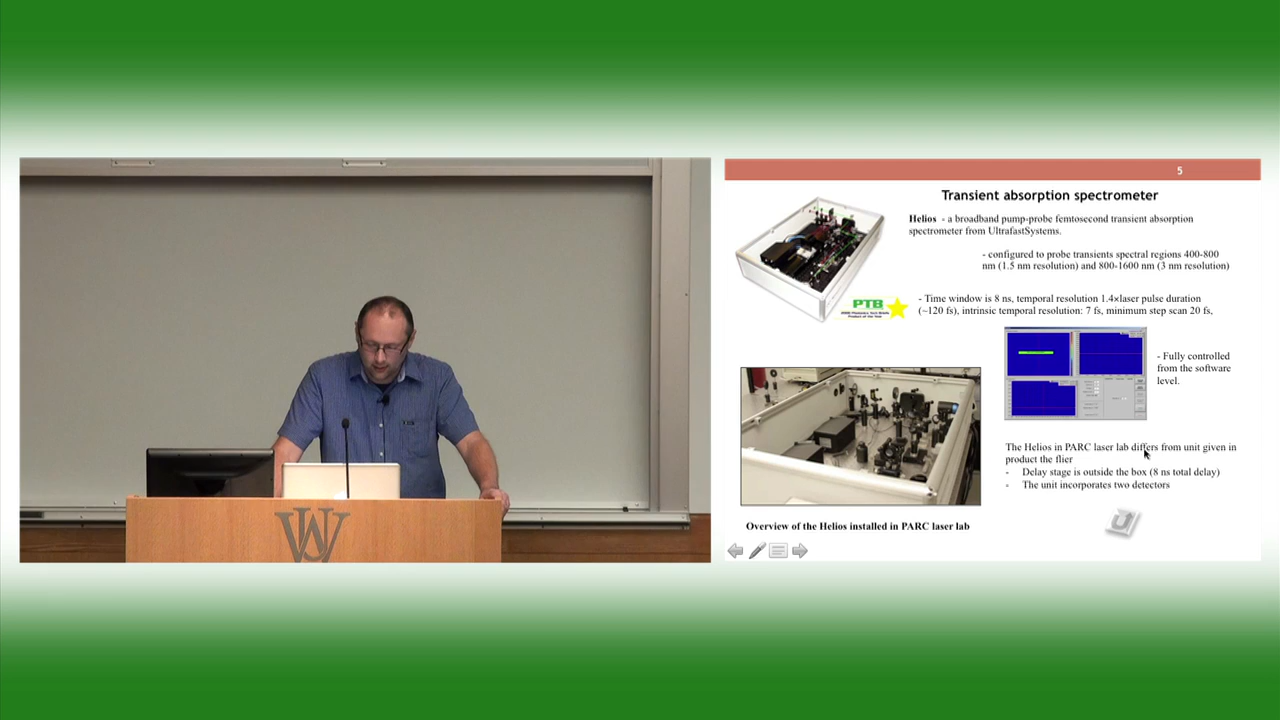 5
Transient absorption spectrometer
Helios - a broadband pump-probe femtosecond transient absorption
spectrometer from UltrafastSystems.
- configured to probe transients spectral regions 400-800
nm (1.5 nm resolution) and 800-1600 nm (3 nm resolution)
PTB
Product of the Year
- Time window is 8 ns, temporal resolution 1.4×laser pulse duration
(~120 fs), intrinsic temporal resolution: 7 fs, minimum step scan 20 fs,
- Fully controlled
from the software
level.
The Helios in PARC laser lab differs from unit given in
product the flier
- Delay stage is outside the box (8 ns total delay)
- The unit incorporates two detectors
Overview of the Helios installed in PARC laser lab
WU
U